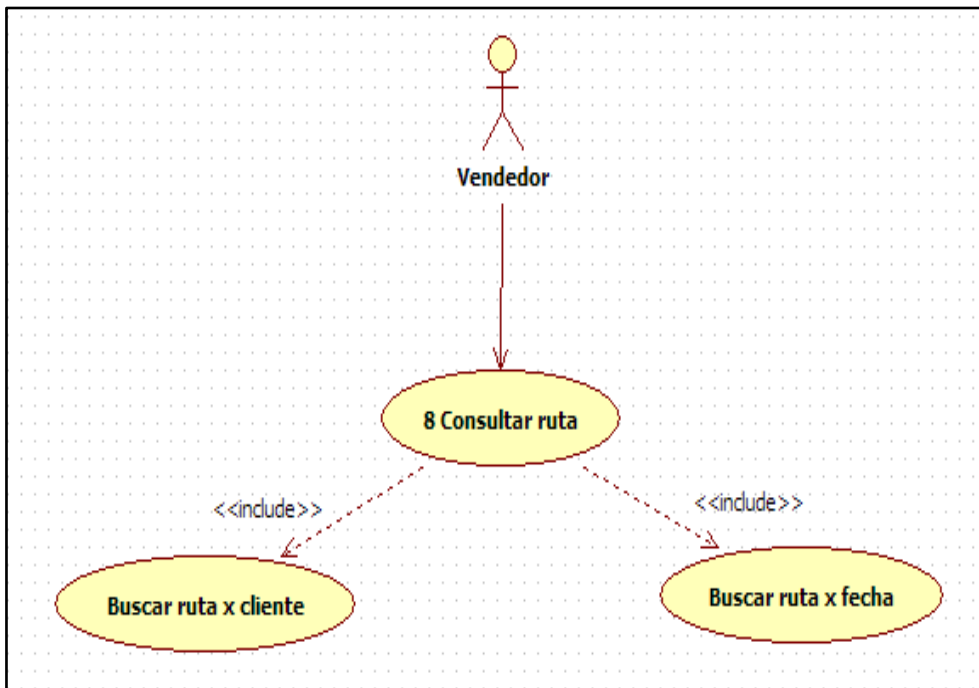 Vendedor
8 Consultar ruta
<<include>>
<<include>>
Buscar ruta x cliente
Buscar ruta x fecha